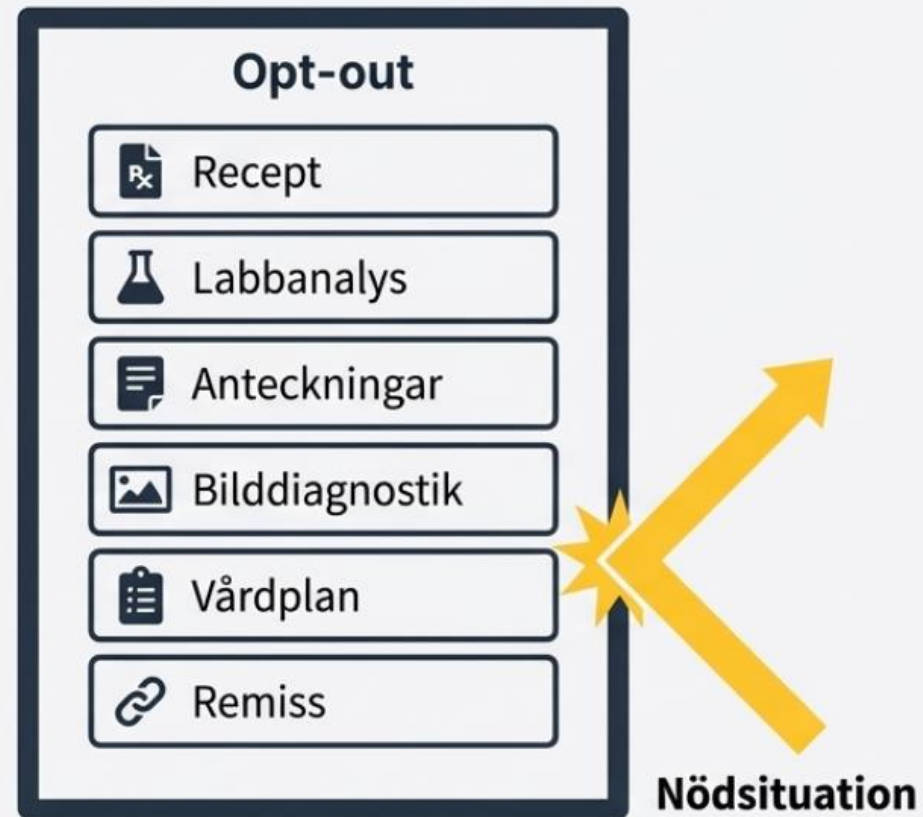 Opt-out
Recept
Labbanalys
Anteckningar
Bilddiagnostik
Vårdplan
Remiss
Nödsituation